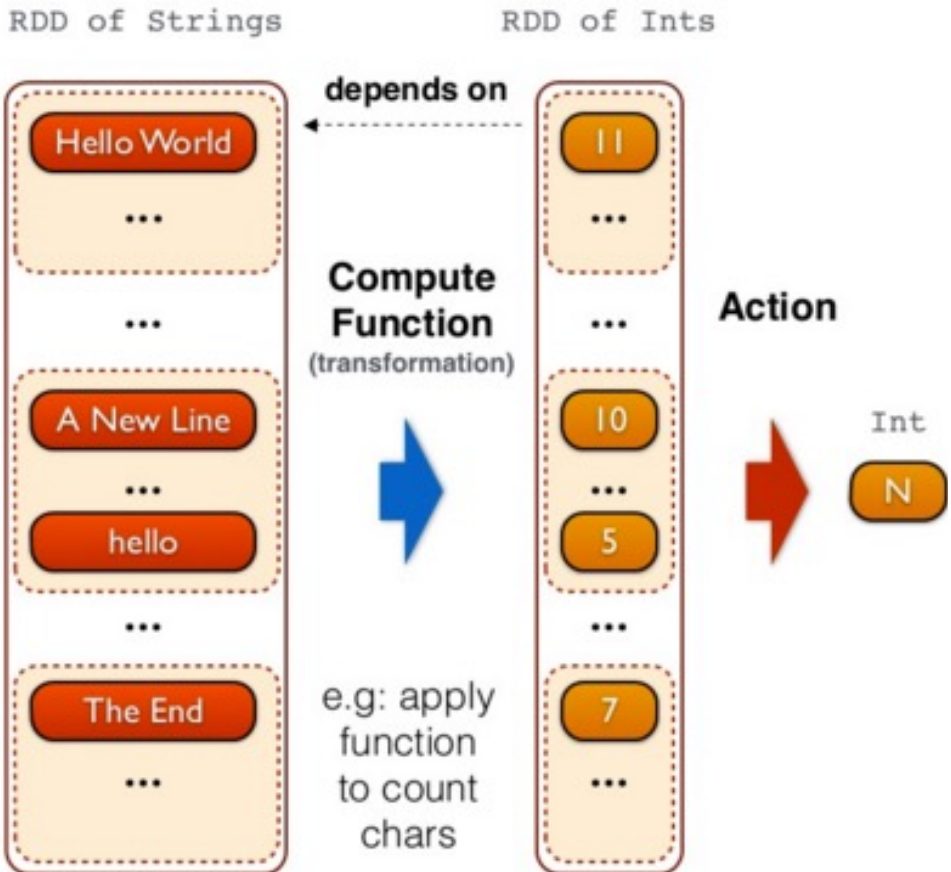 RDD of Strings
RDD of Ints
depends on
Hello World
11
...
...
Compute
Function
(transformation)
Action
...
...
A New Line
10
Int
...
...
N
hello
5
...
...
The End
7
e.g: apply
function
to count
chars
...
...